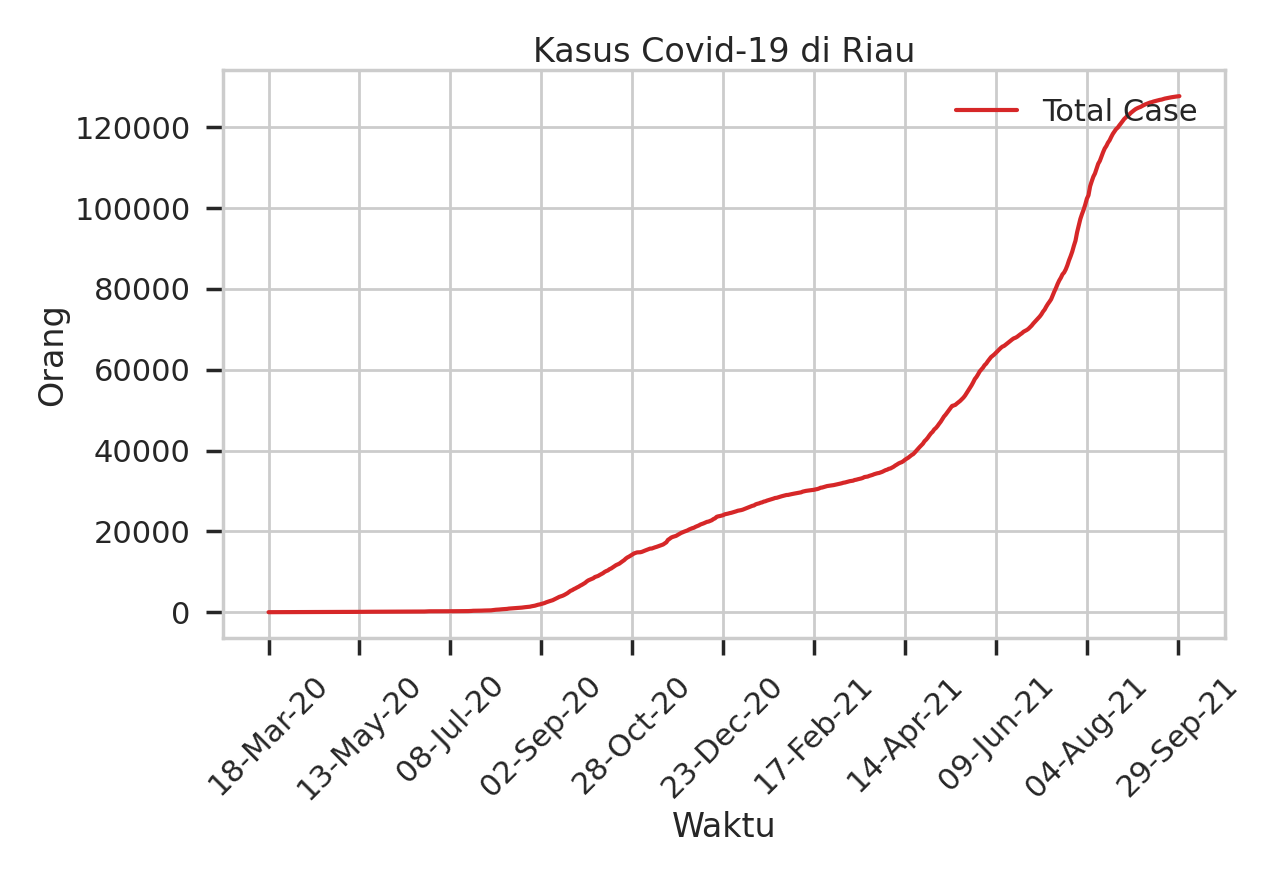 Kasus Covid-19 di Riau
Total Case
120000
100000
80000
60000
40000
20000
0
Orang
18-Mar-20
13-May-20
08-Jul-20
02-Sep-20
28-Oct-20
23-Dec-20
17-Feb-21
14-Apr-21
09-Jun-21
04-Aug-21
29-Sep-21
Waktu